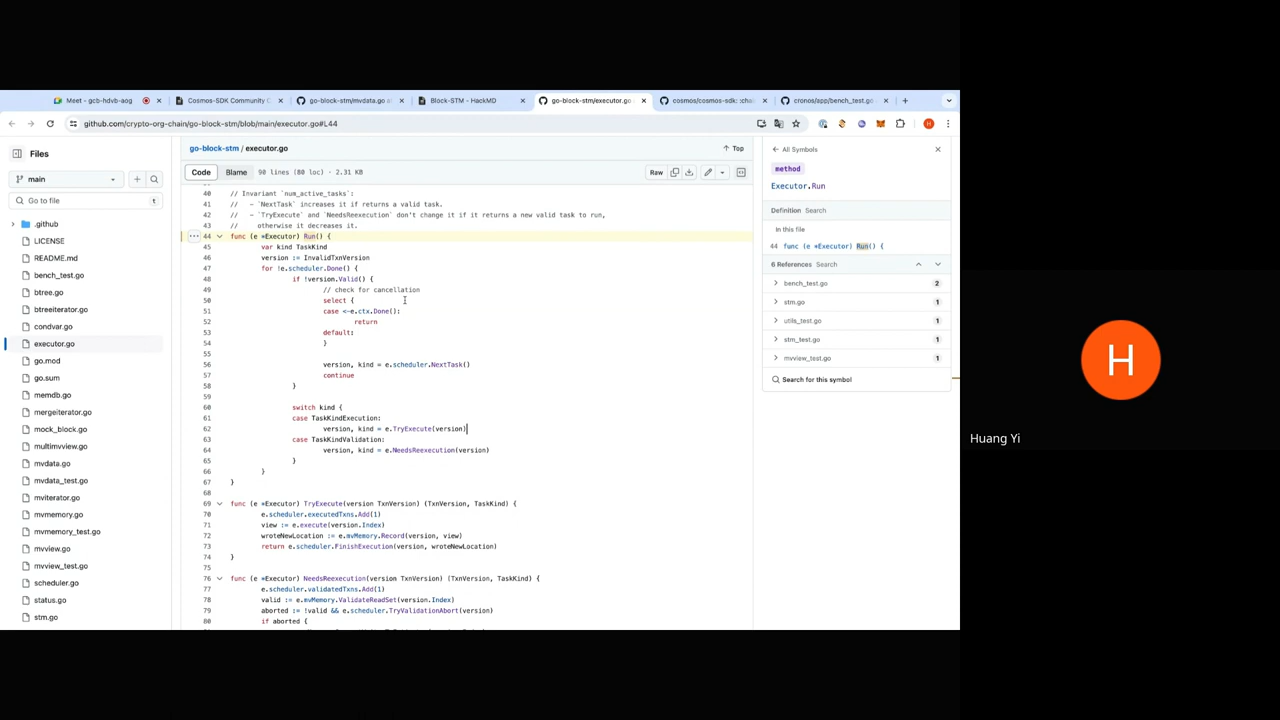 Meet - gcb-hdvb-aog
Cosmos-SDK Community C
go-block-stm/mvdata.go a
Block-STM - HackMD
go-block-stm/executor.go
cosmos/cosmos-sdk:
cronos/app/bench_test.go
github.com/crypto-org-chain/go-block-stm/blob/main/executor.go#L44
H
Files
main
Go to file
t
.github
LICENSE
README.md
bench_test.go
btree.go
btreeiterator.go
condvar.go
executor.go
go.mod
go.sum
memdb.go
mergeiterator.go
mock_block.go
multimvview.go
mvdata.go
mvdata_test.go
mviterator.go
mvmemory.go
mvmemory_test.go
mvview.go
mvview_test.go
scheduler.go
status.go
stm.go
go-block-stm / executor.go
Top
Code
Blame
90 lines (80 loc) · 2.31 KB
Raw
40 // Invariant `num_active_tasks`:
41 // - `NextTask` increases it if returns a valid task.
42 // - `TryExecute` and `NeedsReexecution` don't change it if it returns a new valid task to run,
43 // otherwise it decreases it.
44 func (e *Executor) Run() {
45 var kind TaskKind
46 version := InvalidTxnVersion
47 for !e.scheduler.Done() {
48 if !version.Valid() {
49 // check for cancellation
50 select {
51 case <-e.ctx.Done():
52 return
53 default:
54 }
55
56 version, kind = e.scheduler.NextTask()
57 continue
58 }
59
60 switch kind {
61 case TaskKindExecution:
62 version, kind = e.TryExecute(version)
63 case TaskKindValidation:
64 version, kind = e.NeedsReexecution(version)
65 }
66 }
67 }
68
69 func (e *Executor) TryExecute(version TxnVersion) (TxnVersion, TaskKind) {
70 e.scheduler.executedTxns.Add(1)
71 view := e.execute(version.Index)
72 wroteNewLocation := e.mvMemory.Record(version, view)
73 return e.scheduler.FinishExecution(version, wroteNewLocation)
74 }
75
76 func (e *Executor) NeedsReexecution(version TxnVersion) (TxnVersion, TaskKind) {
77 e.scheduler.validatedTxns.Add(1)
78 valid := e.mvMemory.ValidateReadSet(version.Index)
79 aborted := !valid && e.scheduler.TryValidationAbort(version)
80 if aborted {
All Symbols
method
Executor.Run
Definition Search
In this file
44 func (e *Executor) Run() {
6 References Search
bench_test.go 2
stm.go 1
utils_test.go 1
stm_test.go 1
mvview_test.go 1
Search for this symbol
H
Huang Yi